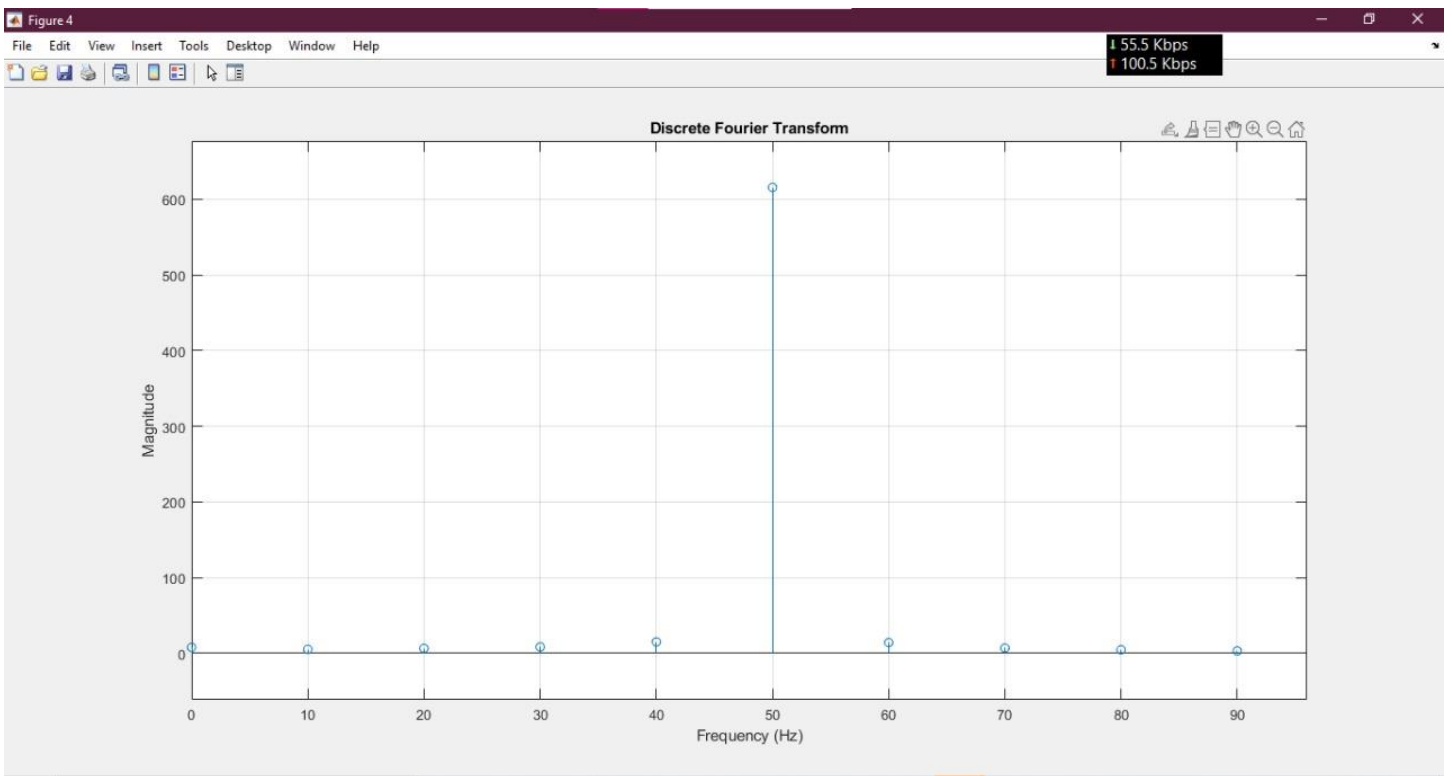 Figure 4
File Edit View Insert Tools Desktop Window Help
↓ 55.5 Kbps
↑ 100.5 Kbps
Discrete Fourier Transform
600
500
400
300
200
100
0
Magnitude
0 10 20 30 40 50 60 70 80 90
Frequency (Hz)